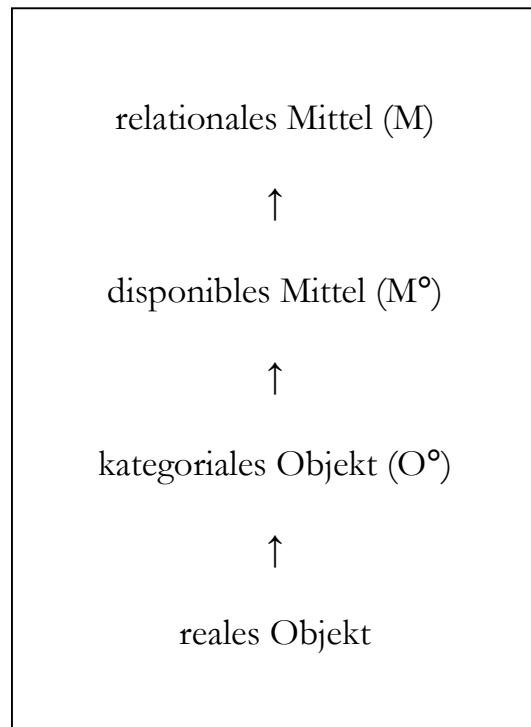 relationales Mittel (M)
↑
disponibles Mittel (M°)
↑
kategoriales Objekt (O°)
↑
reales Objekt